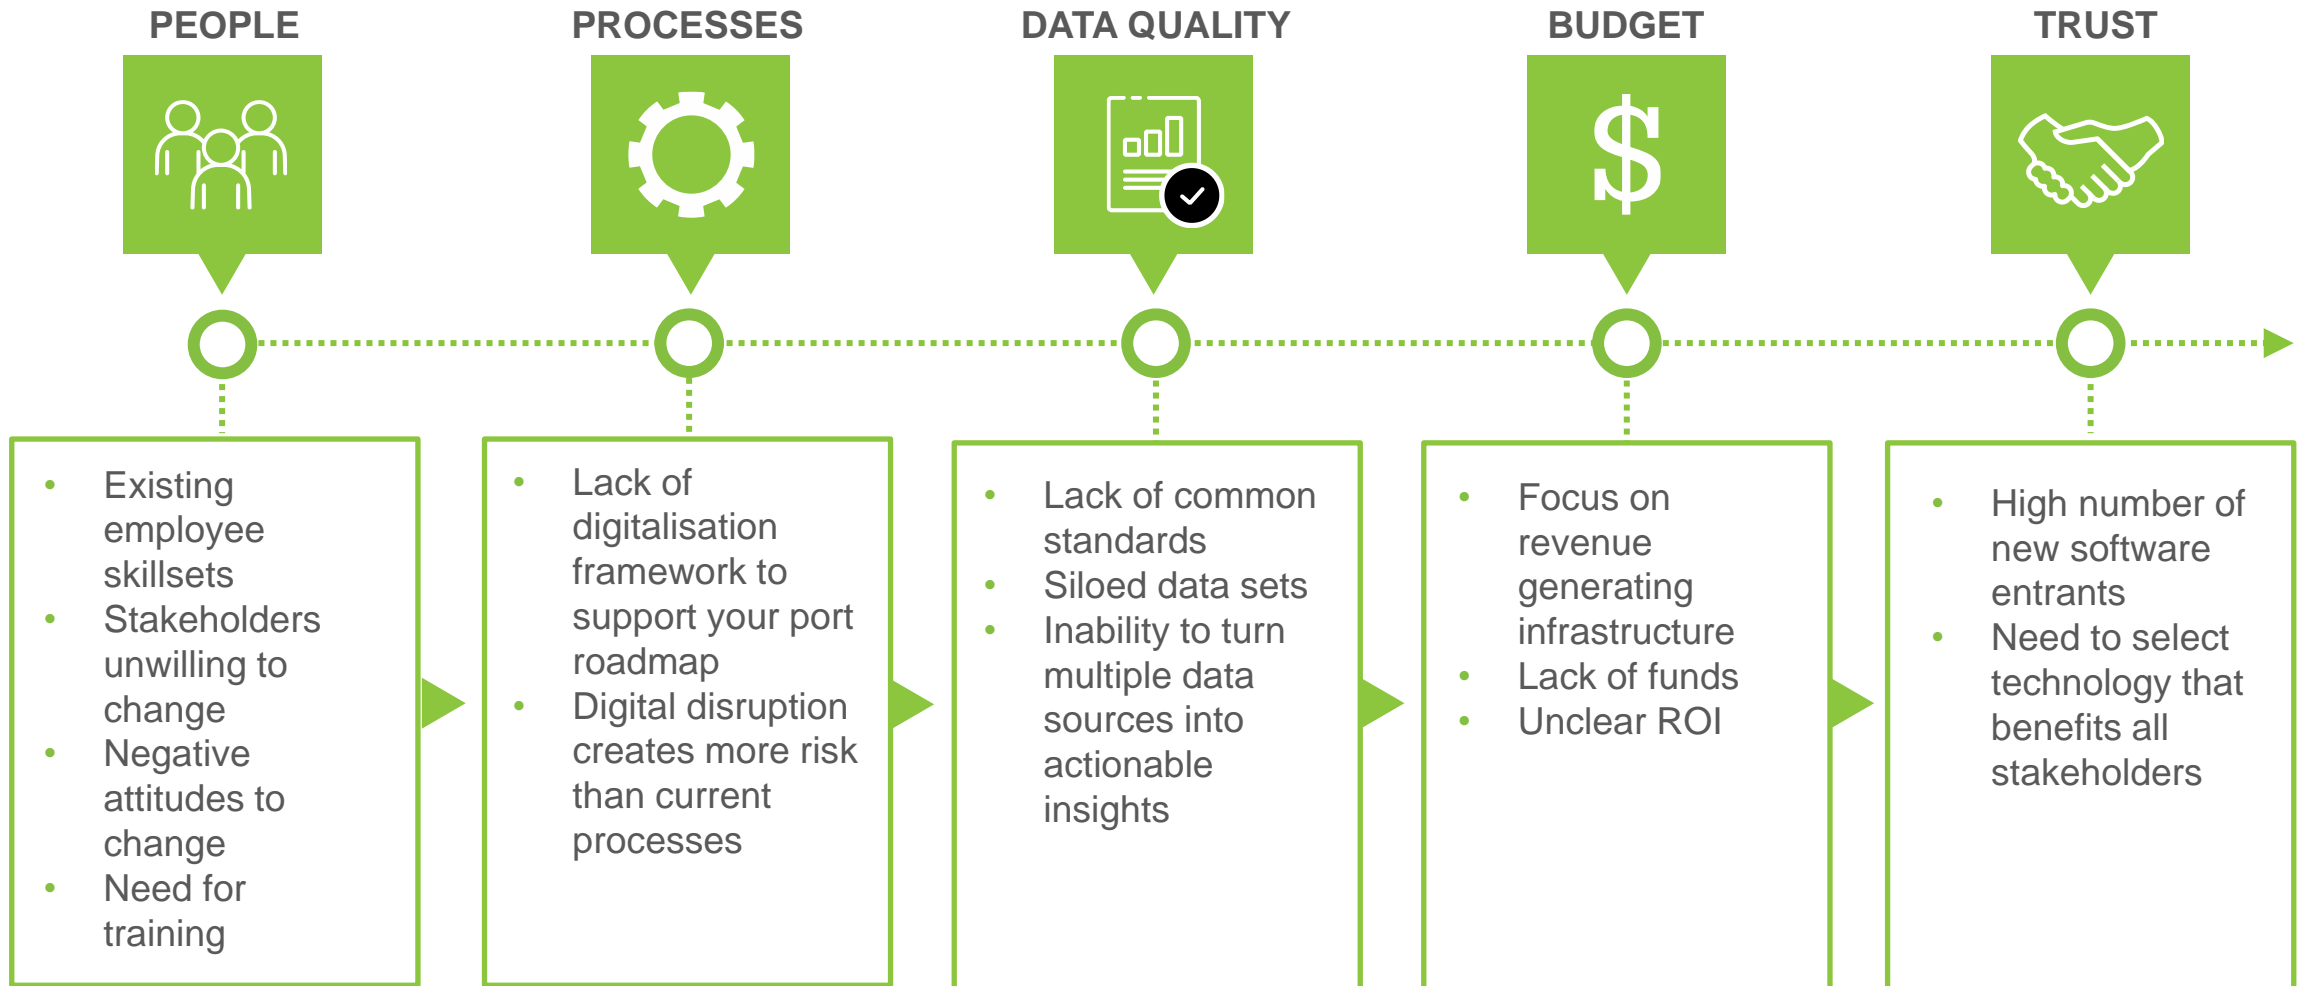 PEOPLE
PROCESSES
DATA QUALITY
BUDGET
TRUST
$
• Existing
employee
skillsets
• Stakeholders
unwilling to
change
• Negative
attitudes to
change
• Need for
training
• Lack of
digitalisation
framework to
support your port
roadmap
• Digital disruption
creates more risk
than current
processes
• Lack of common
standards
• Siloed data sets
• Inability to turn
multiple data
sources into
actionable
insights
• Focus on
revenue
generating
infrastructure
• Lack of funds
• Unclear ROI
• High number of
new software
entrants
• Need to select
technology that
benefits all
stakeholders